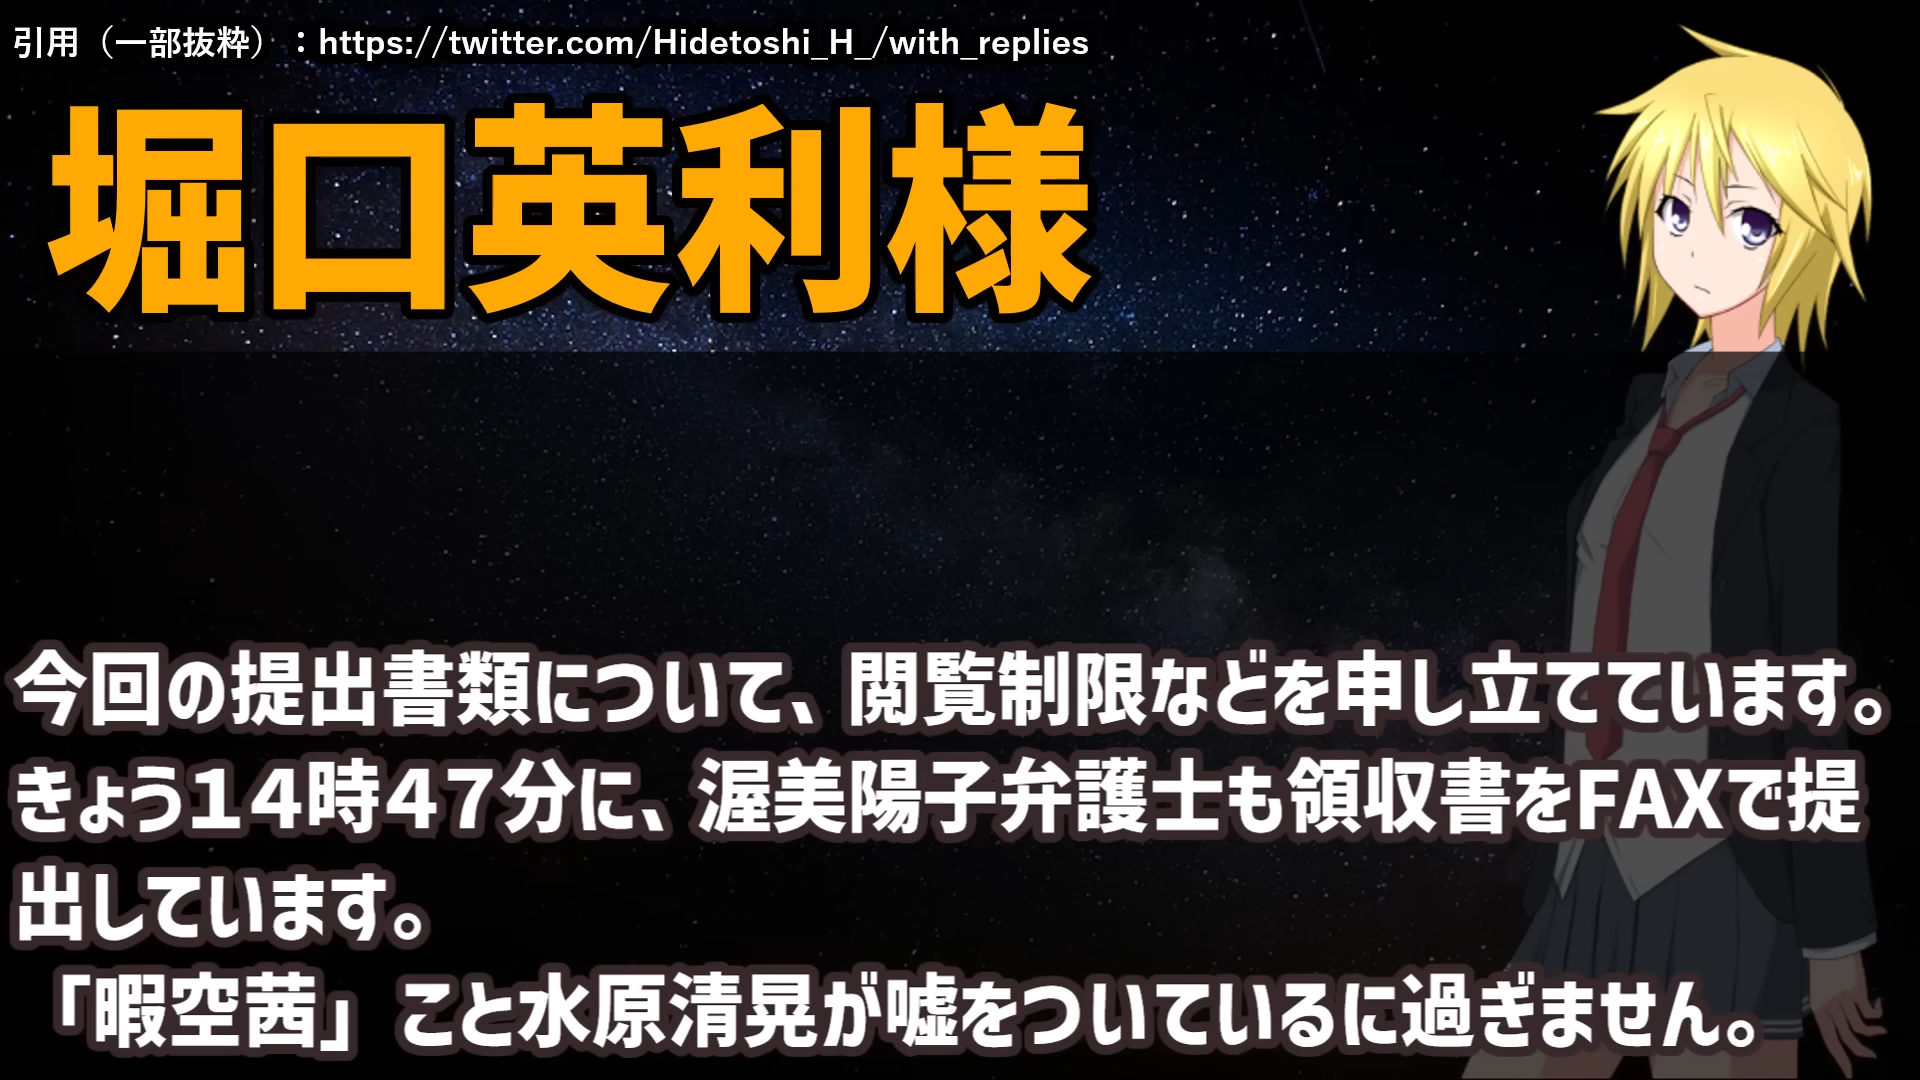 引用（一部抜粋）：https://twitter.com/Hidetoshi_H_/with_replies
堀口英利様
今回の提出書類について、閲覧制限などを申し立てています。
きょう１４時４７分に、渥美陽子弁護士も領収書をFAXで提
出しています。
「暇空茜」こと水原清晃が嘘をついているに過ぎません。